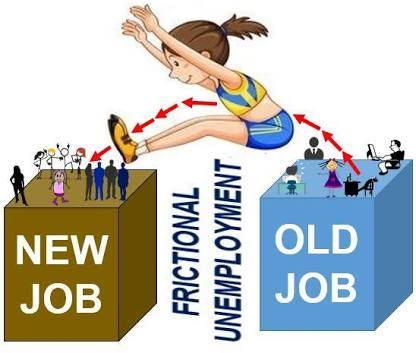 NEW
JOB
FRICTIONAL
UNEMPLOYMENT
OLD
JOB